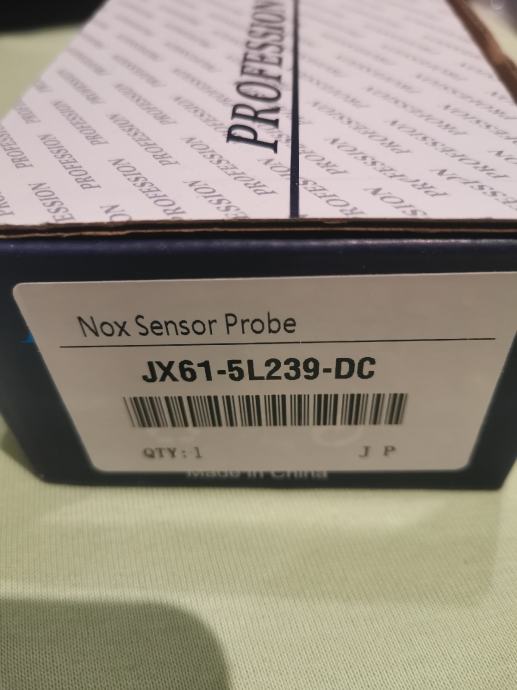 PROFESSION
Nox Sensor Probe
JX61-5L239-DC
QTY:1 J P
Made in China